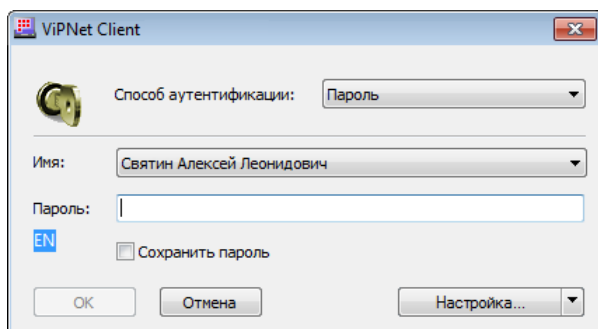 ViPNet Client
Способ аутентификации: Пароль
Имя: Святин Алексей Леонидович
Пароль:
EN
Сохранить пароль
OK Отмена Настройка...